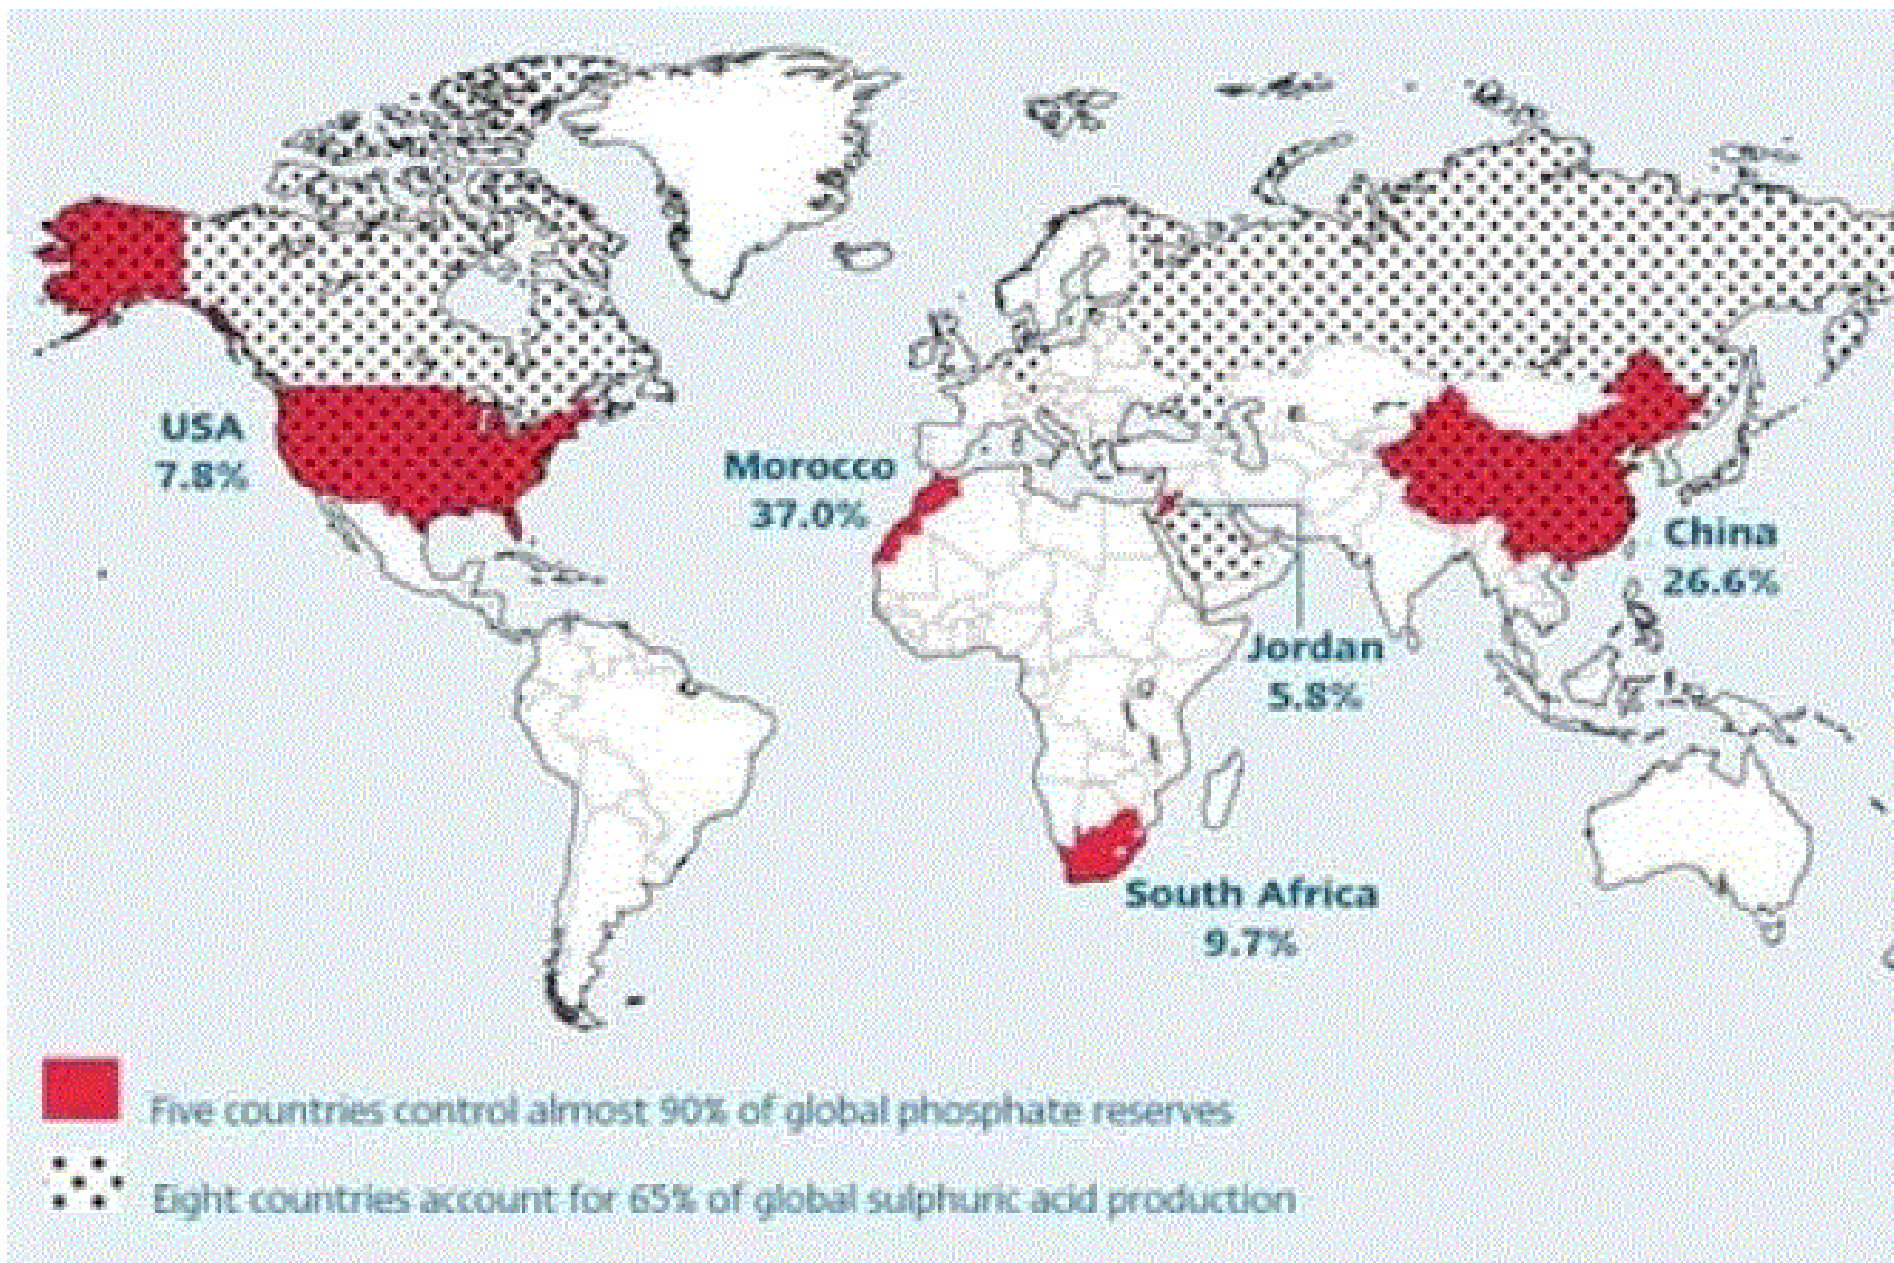 USA
7.8%
Morocco
37.0%
China
26.6%
Jordan
5.8%
South Africa
9.7%
Five countries control almost 90% of global phosphate reserves
Eight countries account for 65% of global sulphuric acid production